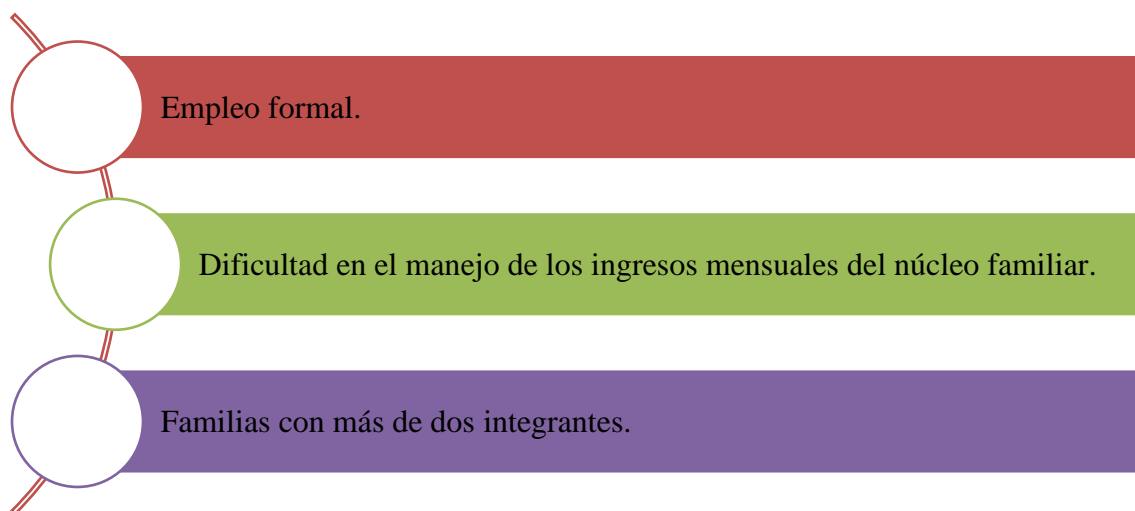 Empleo formal.
Dificultad en el manejo de los ingresos mensuales del núcleo familiar.
Familias con más de dos integrantes.